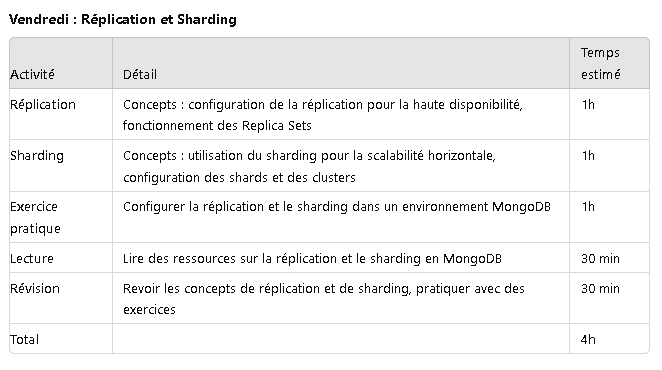 Vendredi : Réplication et Sharding
Activité Détail Temps estimé
Réplication Concepts : configuration de la réplication pour la haute disponibilité, 1h
fonctionnement des Replica Sets
Sharding Concepts : utilisation du sharding pour la scalabilité horizontale, 1h
configuration des shards et des clusters
Exercice pratique Configurer la réplication et le sharding dans un environnement MongoDB 1h
Lecture Lire des ressources sur la réplication et le sharding en MongoDB 30 min
Révision Revoir les concepts de réplication et de sharding, pratiquer avec des 30 min
exercices
Total 4h